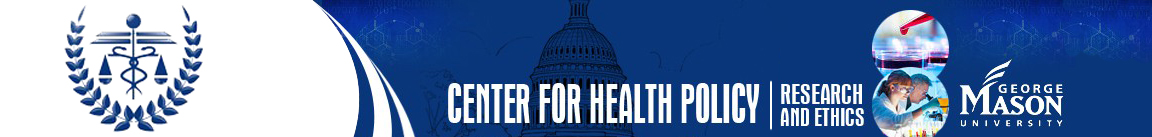 CENTER FOR HEALTH POLICY
RESEARCH
AND ETHICS
GEORGE
MASON
UNIVERSITY